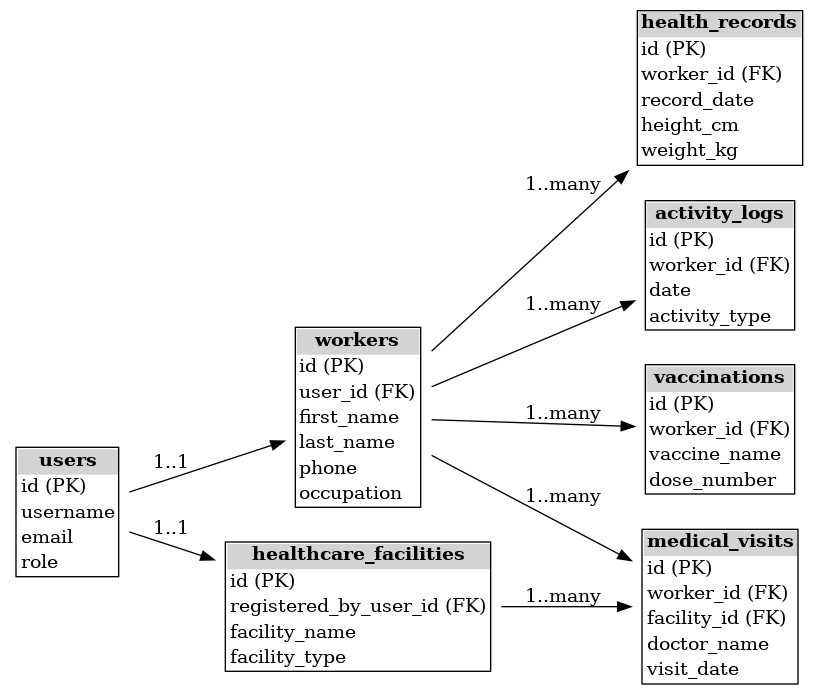 users
id (PK)
username
email
role
1..1
1..1
workers
id (PK)
user_id (FK)
first_name
last_name
phone
occupation
healthcare_facilities
id (PK)
registered_by_user_id (FK)
facility_name
facility_type
1..many
1..many
1..many
1..many
1..many
health_records
id (PK)
worker_id (FK)
record_date
height_cm
weight_kg
activity_logs
id (PK)
worker_id (FK)
date
activity_type
vaccinations
id (PK)
worker_id (FK)
vaccine_name
dose_number
medical_visits
id (PK)
worker_id (FK)
facility_id (FK)
doctor_name
visit_date